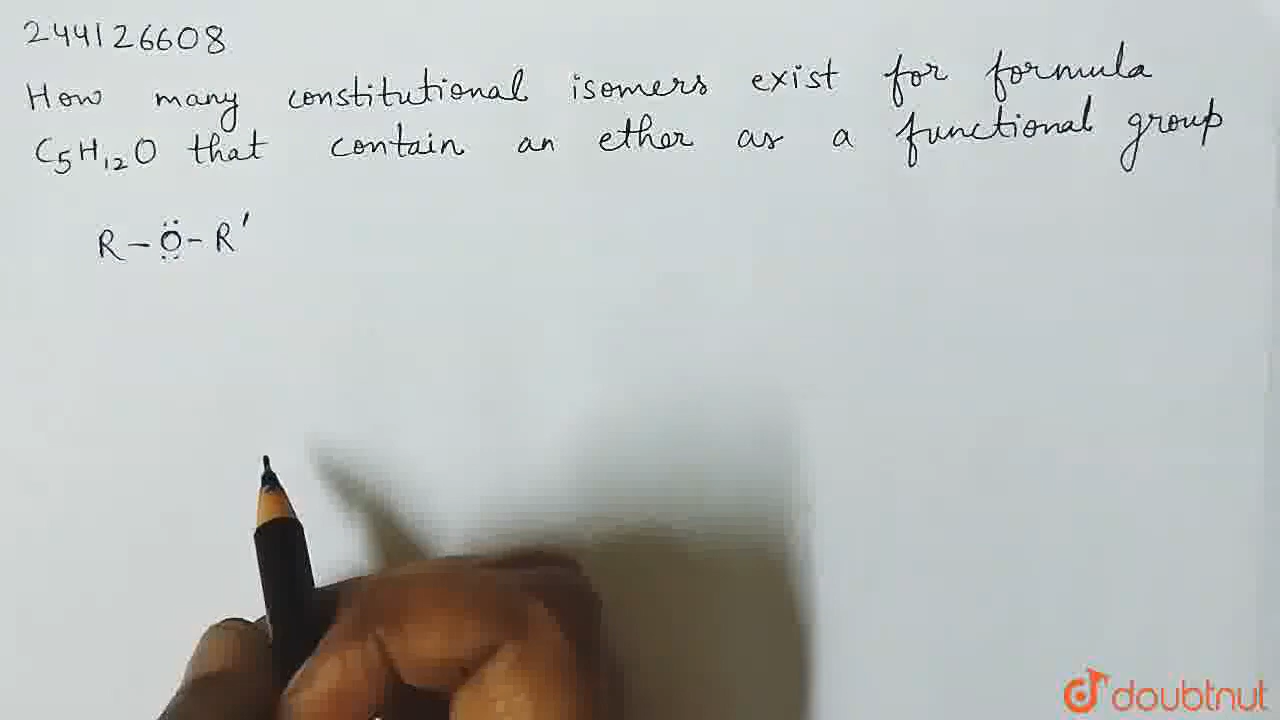 244126608
How many constitutional isomers exist for formula
C₅H₁₂O that contain an ether as a functional group
R - Ö - R'
doubtnut